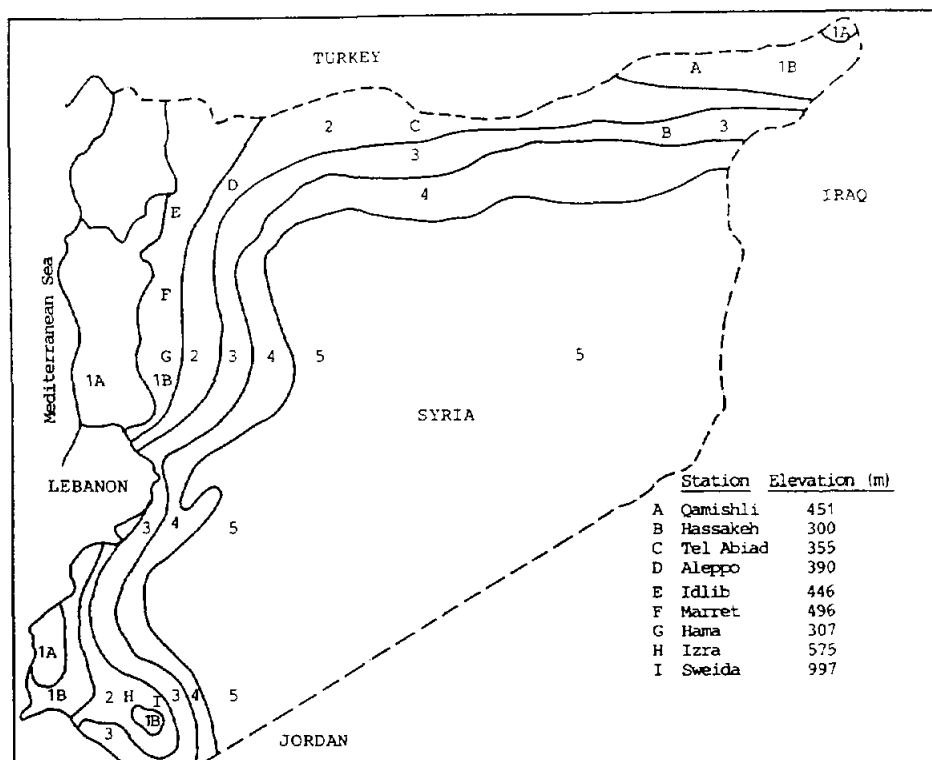 1A
TURKEY
A
1B
2
C
B
3
3
D
4
IRAQ
E
Mediterranean Sea
F
G
2
3
4
5
5
1A
1B
SYRIA
LEBANON
3
4
5
Station Elevation (m)
A Qamishli 451
B Hassakeh 300
C Tel Abiad 355
D Aleppo 390
E Idlib 446
F Marret 496
G Hama 307
H Izra 575
I Sweida 997
1A
1B
2
H
I
3
4
5
1B
3
JORDAN